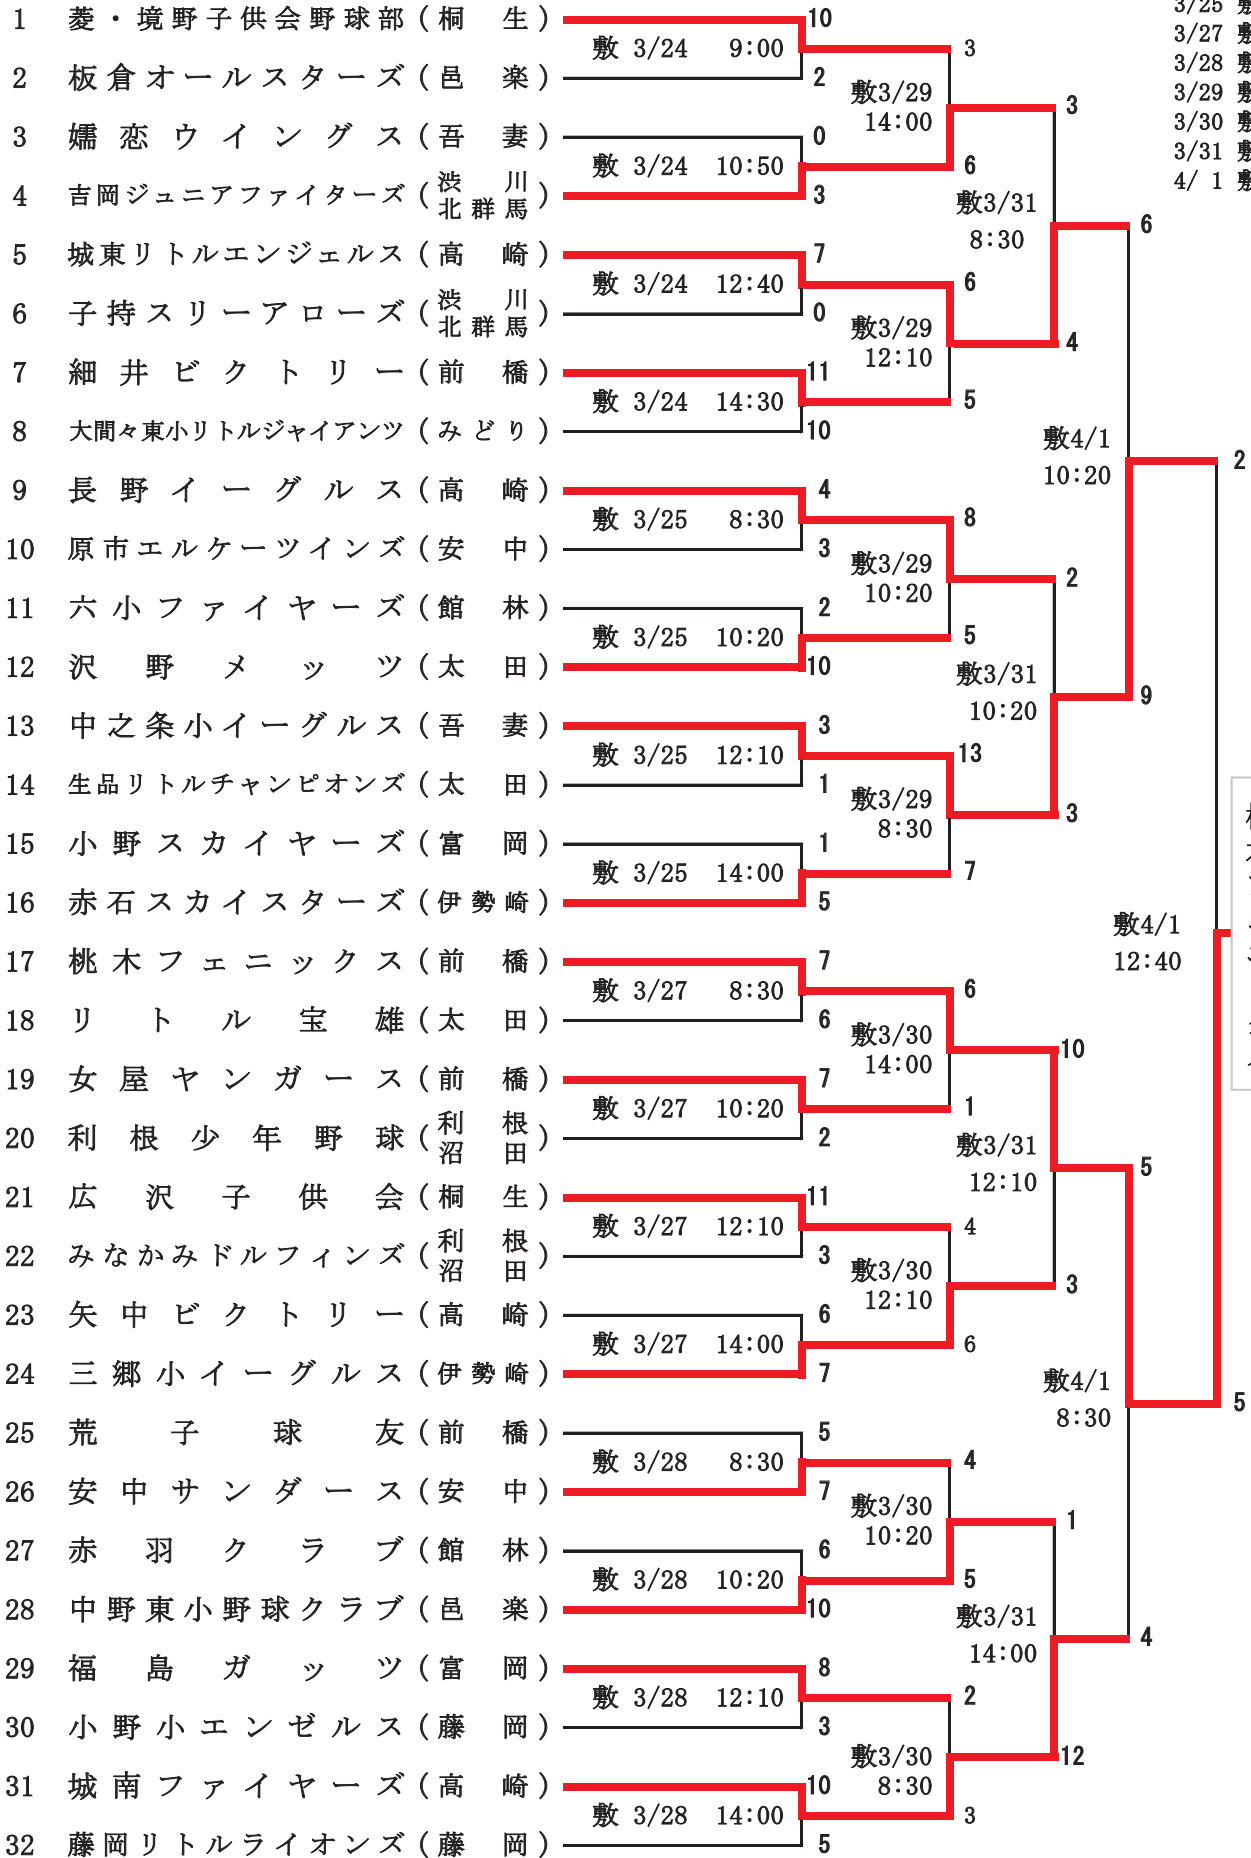 1 菱・境野子供会野球部(桐生) 10
敷 3/24 9:00
2 板倉オールスターズ(邑楽) 2
3 嬬恋ウイングス(吾妻) 0
敷 3/24 10:50
4 吉岡ジュニアファイターズ(渋川北群馬) 3
5 城東リトルエンジェルス(高崎) 7
敷 3/24 12:40
6 子持スリーアローズ(渋川北群馬) 0
7 細井ビクトリー(前橋) 11
敷 3/24 14:30
8 大間々東小リトルジャイアンツ(みどり) 10
9 長野イーグルス(高崎) 4
敷 3/25 8:30
10 原市エルケーツインズ(安中) 3
11 六小ファイヤーズ(館林) 2
敷 3/25 10:20
12 沢野メッツ(太田) 10
13 中之条小イーグルス(吾妻) 3
敷 3/25 12:10
14 生品リトルチャンピオンズ(太田) 1
15 小野スカイヤーズ(富岡) 1
敷 3/25 14:00
16 赤石スカイスターズ(伊勢崎) 5
17 桃木フェニックス(前橋) 7
敷 3/27 8:30
18 リトル宝雄(太田) 6
19 女屋ヤンガース(前橋) 7
敷 3/27 10:20
20 利根少年野球(利根沼田) 2
21 広沢子供会(桐生) 11
敷 3/27 12:10
22 みなかみドルフィンズ(利根沼田) 3
23 矢中ビクトリー(高崎) 6
敷 3/27 14:00
24 三郷小イーグルス(伊勢崎) 7
25 荒子球友(前橋) 5
敷 3/28 8:30
26 安中サンダース(安中) 7
27 赤羽クラブ(館林) 6
敷 3/28 10:20
28 中野東小野球クラブ(邑楽) 10
29 福島ガッツ(富岡) 8
敷 3/28 12:10
30 小野小エンゼルス(藤岡) 3
31 城南ファイヤーズ(高崎) 10
敷 3/28 14:00
32 藤岡リトルライオンズ(藤岡) 5
3
敷3/29
14:00
6
6
敷3/29
12:10
5
8
敷3/29
10:20
5
13
敷3/29
8:30
7
6
敷3/30
14:00
1
4
敷3/30
12:10
6
4
敷3/30
10:20
5
2
敷3/30
8:30
3
3
敷3/31
8:30
4
2
敷3/31
10:20
3
10
敷3/31
12:10
3
1
敷3/31
14:00
12
6
敷4/1
10:20
9
5
敷4/1
8:30
4
2
敷4/1
12:40
5
3/25 敷
3/27 敷
3/28 敷
3/29 敷
3/30 敷
3/31 敷
4/ 1 敷